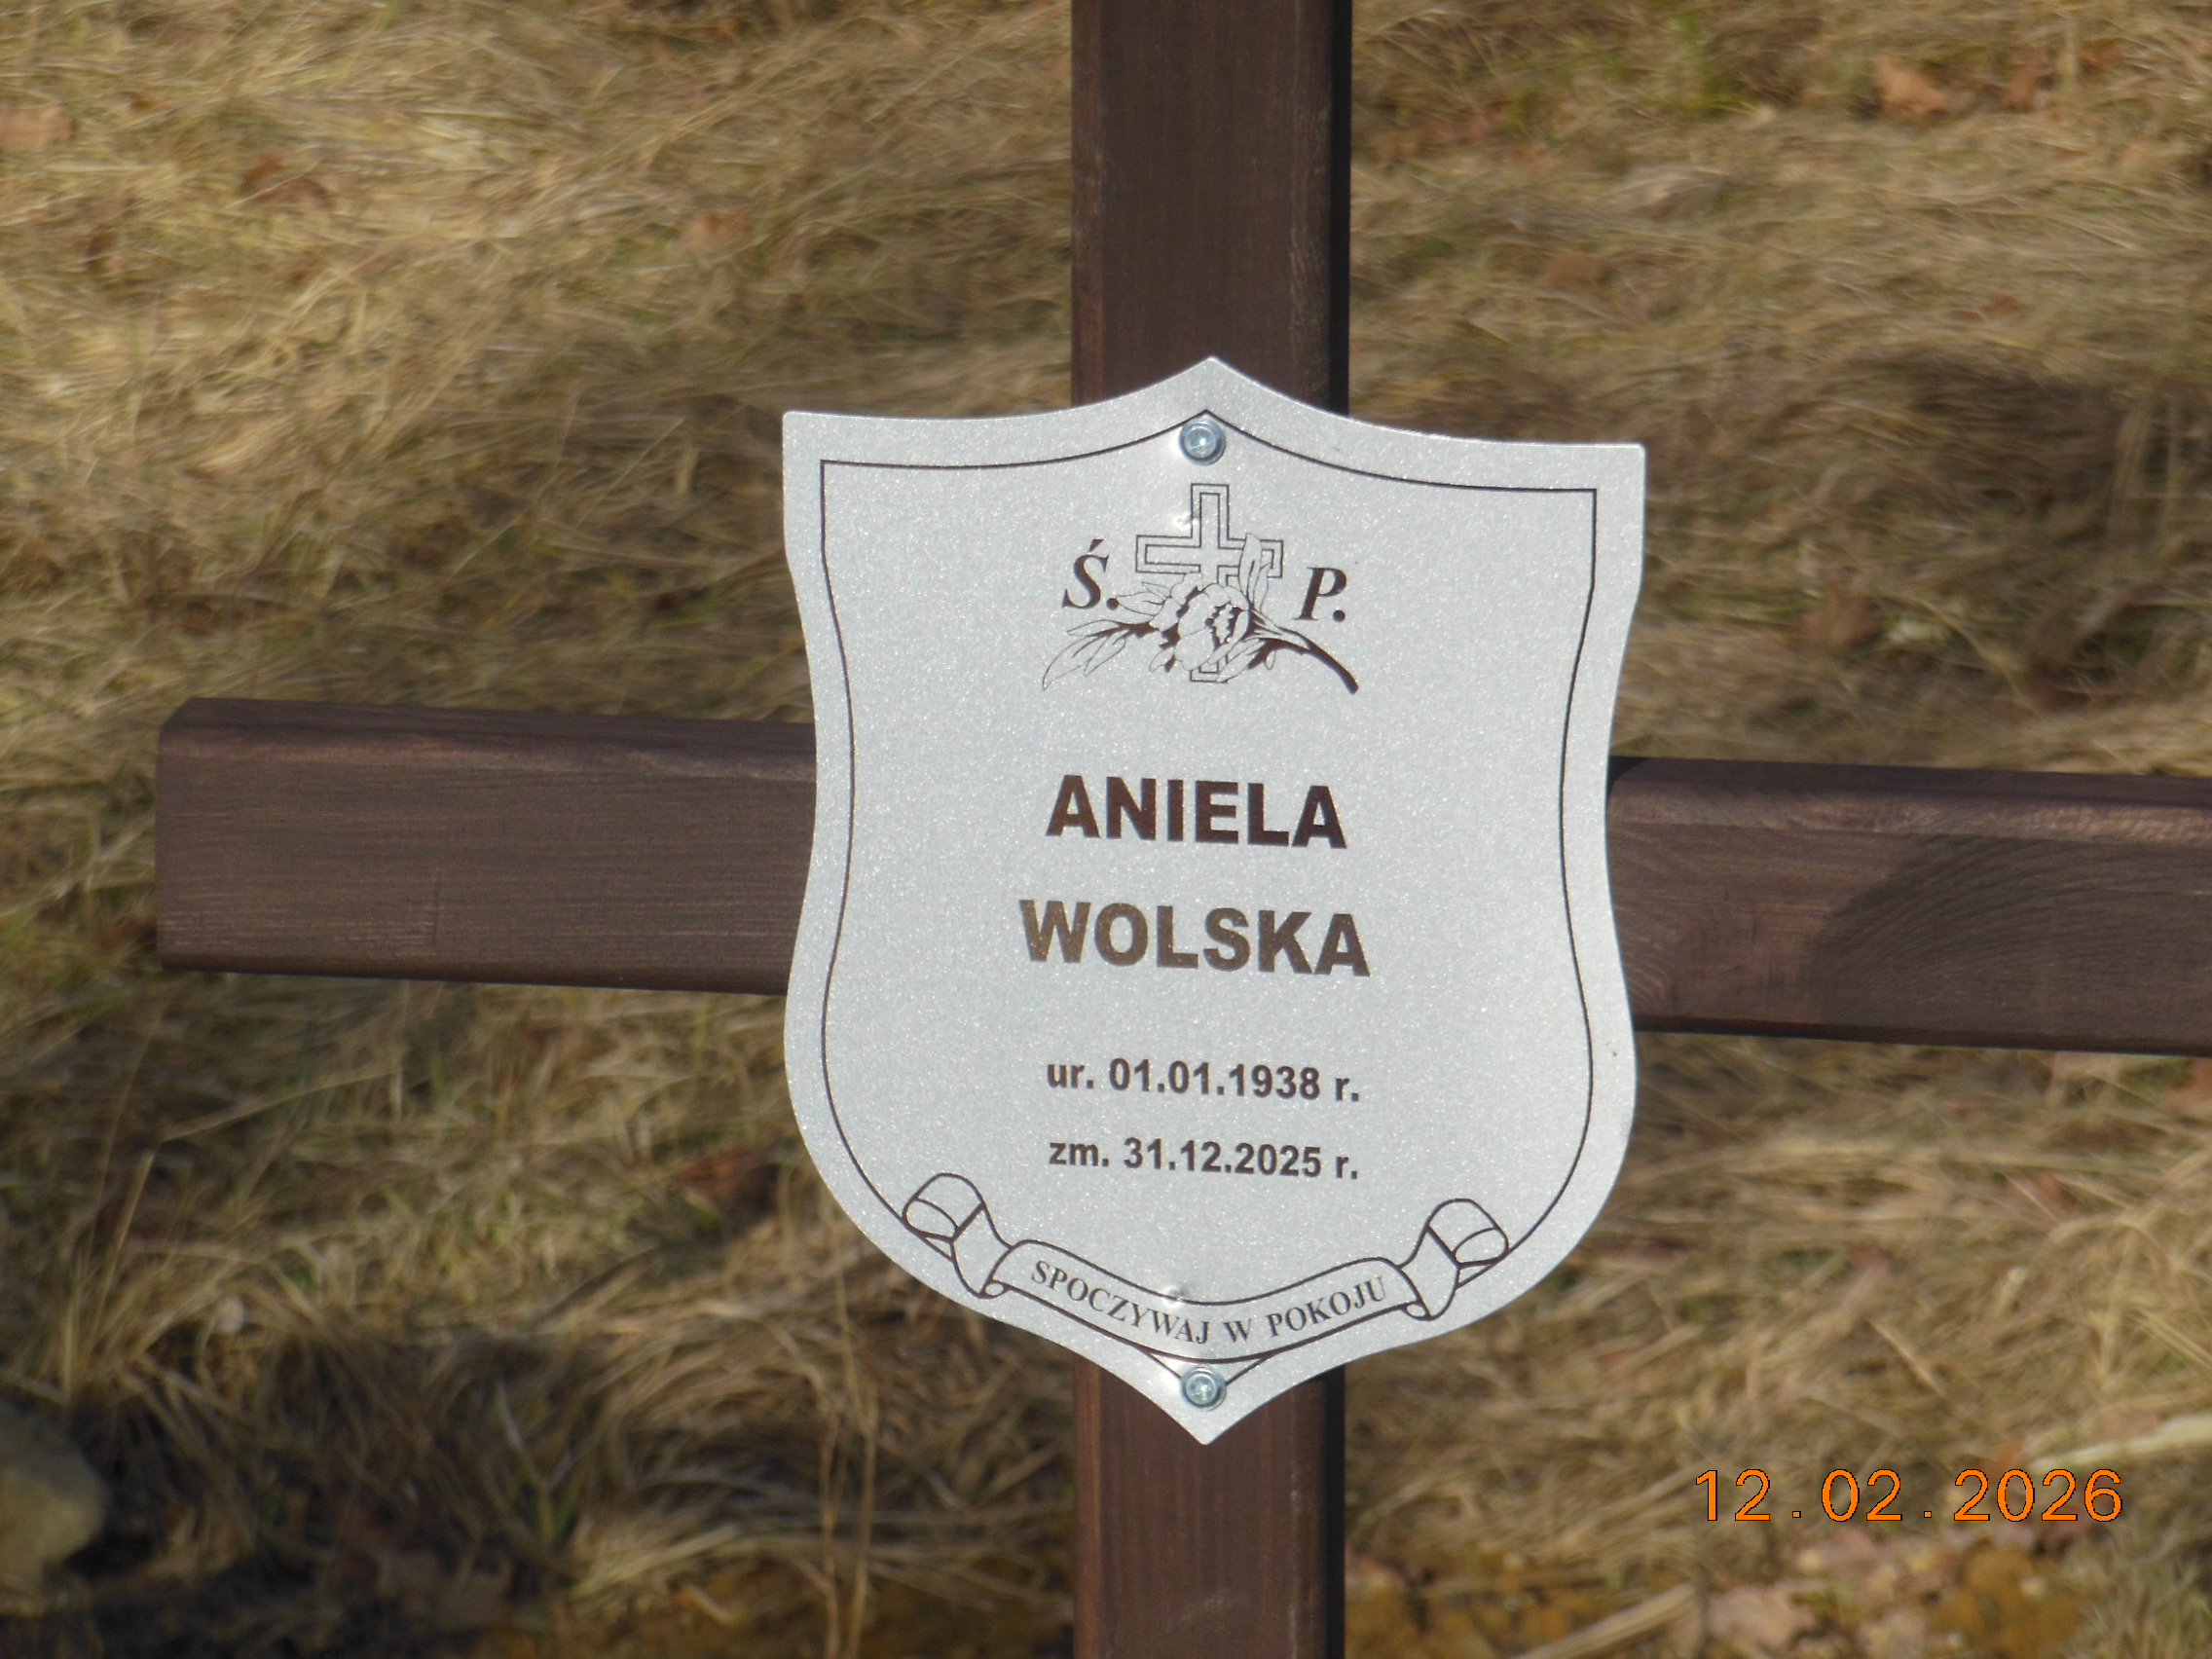 Ś. P.
ANIELA
WOLSKA
ur. 01.01.1938 r.
zm. 31.12.2025 r.
SPOCZYWAJ W POKOJU
12.02.2026